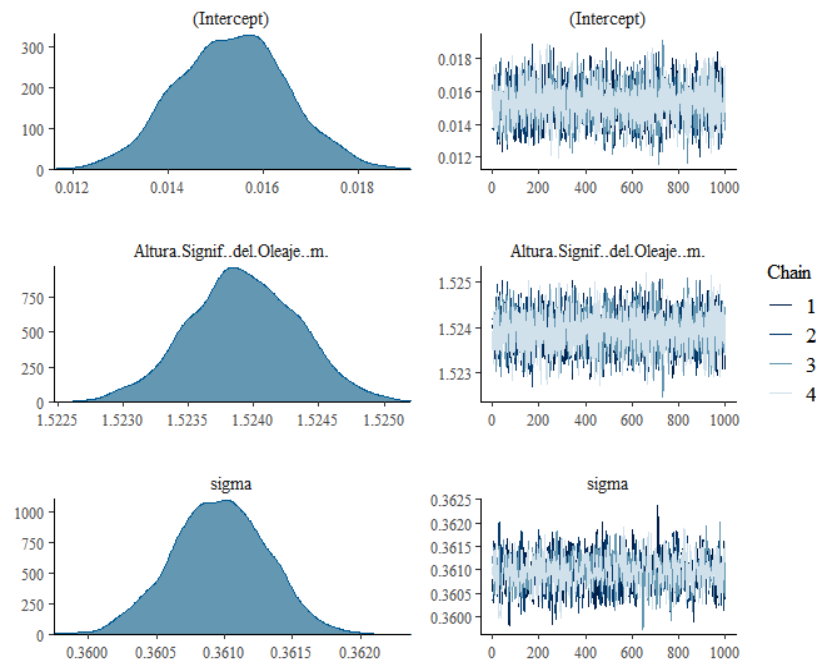 (Intercept)
300
200
100
0
0.012 0.014 0.016 0.018
(Intercept)
0.018
0.016
0.014
0.012
0 200 400 600 800 1000
Altura.Signif..del.Oleaje..m.
750
500
250
0
1.5225 1.5230 1.5235 1.5240 1.5245 1.5250
Altura.Signif..del.Oleaje..m.
1.525
1.524
1.523
0 200 400 600 800 1000
Chain
1
2
3
4
sigma
1000
750
500
250
0
0.3600 0.3605 0.3610 0.3615 0.3620
sigma
0.3625
0.3620
0.3615
0.3610
0.3605
0.3600
0 200 400 600 800 1000